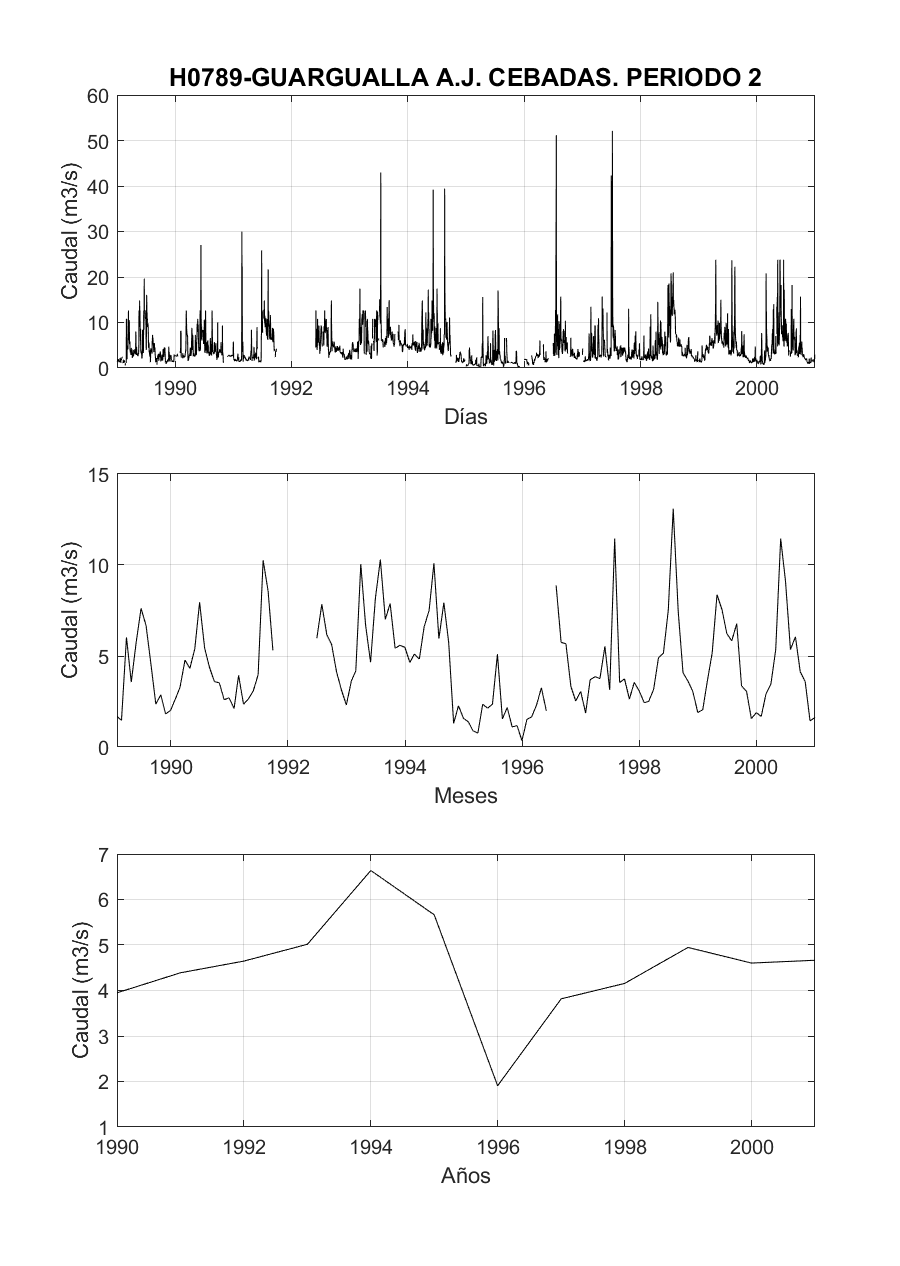 H0789-GUARGUALLA A.J. CEBADAS. PERIODO 2
60
50
40
30
20
10
0
Caudal (m3/s)
1990 1992 1994 1996 1998 2000
Días
15
10
5
0
Caudal (m3/s)
1990 1992 1994 1996 1998 2000
Meses
7
6
5
4
3
2
1
Caudal (m3/s)
1990 1992 1994 1996 1998 2000
Años